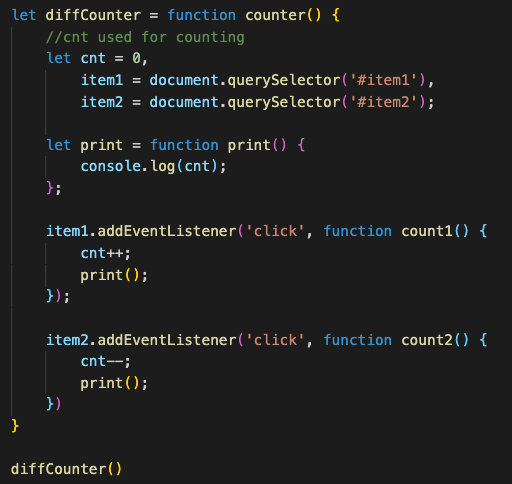 let diffCounter = function counter() {
    //cnt used for counting
    let cnt = 0,
        item1 = document.querySelector('#item1'),
        item2 = document.querySelector('#item2');

    let print = function print() {
        console.log(cnt);
    };

    item1.addEventListener('click', function count1() {
        cnt++;
        print();
    });

    item2.addEventListener('click', function count2() {
        cnt--;
        print();
    })
}

diffCounter()